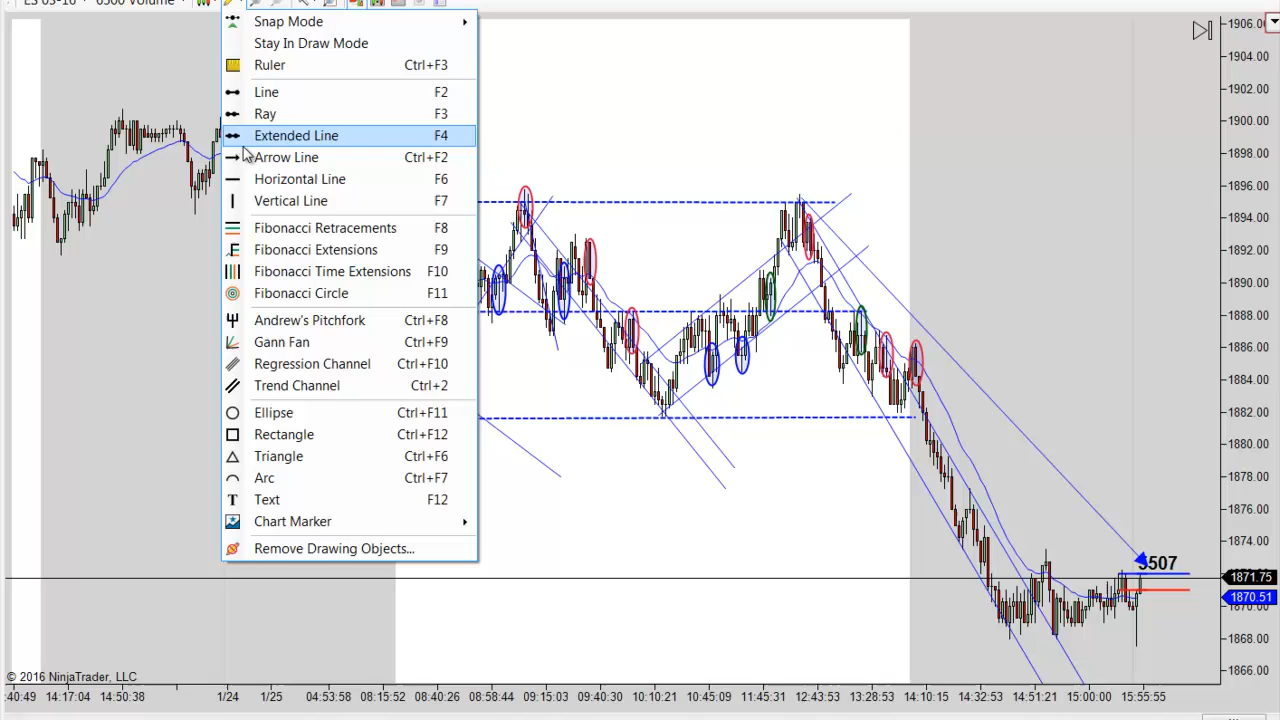 ES 03-16
6500 Volume
Snap Mode
Stay In Draw Mode
Ruler Ctrl+F3
Line F2
Ray F3
Extended Line F4
Arrow Line Ctrl+F2
Horizontal Line F6
Vertical Line F7
Fibonacci Retracements F8
Fibonacci Extensions F9
Fibonacci Time Extensions F10
Fibonacci Circle F11
Andrew's Pitchfork Ctrl+F8
Gann Fan Ctrl+F9
Regression Channel Ctrl+F10
Trend Channel Ctrl+2
Ellipse Ctrl+F11
Rectangle Ctrl+F12
Triangle Ctrl+F6
Arc Ctrl+F7
Text F12
Chart Marker
Remove Drawing Objects...
1906.00
1904.00
1902.00
1900.00
1898.00
1896.00
1894.00
1892.00
1890.00
1888.00
1886.00
1884.00
1882.00
1880.00
1878.00
1876.00
1874.00
5507
1871.75
1870.51
1870.00
1868.00
1866.00
© 2016 NinjaTrader, LLC
:40:49 14:17:04 14:50:38 1/24 1/25 04:53:58 08:15:52 08:40:26 08:58:44 09:15:03 09:40:30 10:10:21 10:45:09 11:45:31 12:43:53 13:28:53 14:10:15 14:32:53 14:51:21 15:00:00 15:55:55